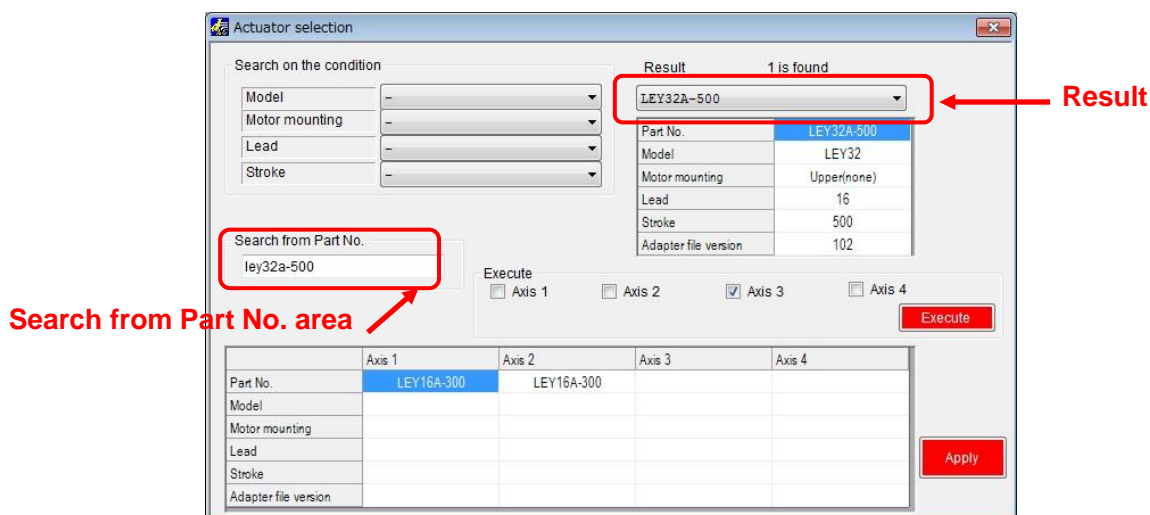 Actuator selection
Search on the condition
Model –
Motor mounting –
Lead –
Stroke –
Result 1 is found
LEY32A-500
Part No. LEY32A-500
Model LEY32
Motor mounting Upper(none)
Lead 16
Stroke 500
Adapter file version 102
Result
Search from Part No.
ley32a-500
Search from Part No. area
Execute
Axis 1 Axis 2 Axis 3 Axis 4
Execute
Axis 1 Axis 2 Axis 3 Axis 4
Part No. LEY16A-300 LEY16A-300
Model
Motor mounting
Lead
Stroke
Adapter file version
Apply